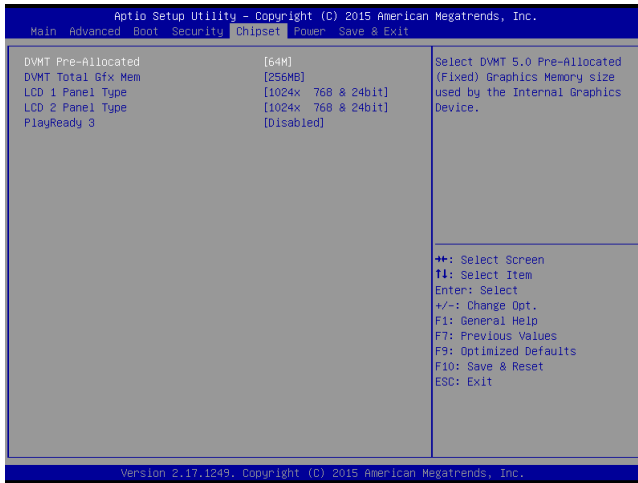 Aptio Setup Utility – Copyright (C) 2015 American Megatrends, Inc.
Main Advanced Boot Security Chipset Power Save & Exit
DVMT Pre-Allocated [64M]
DVMT Total Gfx Mem [256MB]
LCD 1 Panel Type [1024x 768 & 24bit]
LCD 2 Panel Type [1024x 768 & 24bit]
PlayReady 3 [Disabled]
Select DVMT 5.0 Pre-Allocated
(Fixed) Graphics Memory size
used by the Internal Graphics
Device.
→←: Select Screen
↑↓: Select Item
Enter: Select
+/-: Change Opt.
F1: General Help
F7: Previous Values
F9: Optimized Defaults
F10: Save & Reset
ESC: Exit
Version 2.17.1249. Copyright (C) 2015 American Megatrends, Inc.